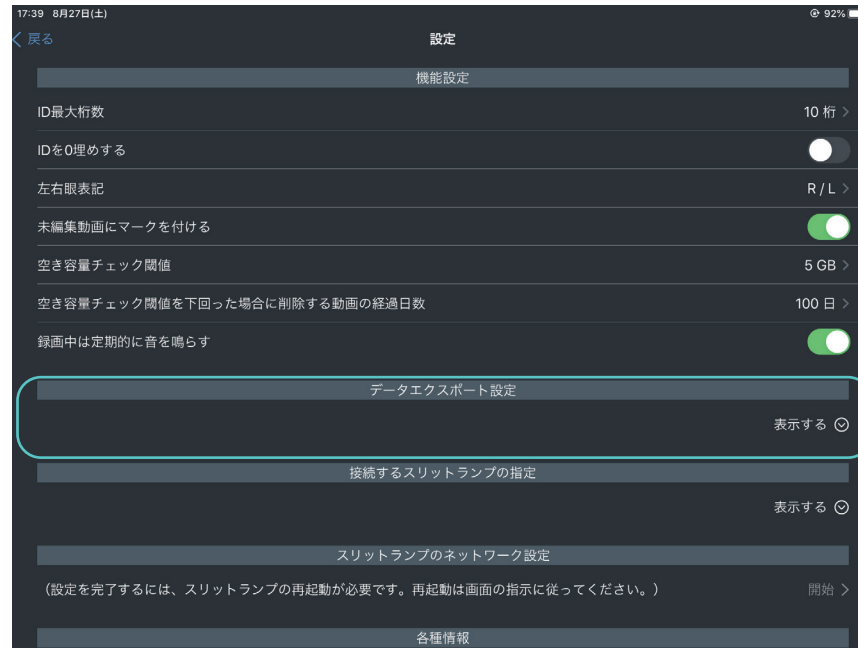 17:39 8月27日(土) 92%
戻る 設定
機能設定
ID最大桁数 10 桁
IDを0埋めする
左右眼表記 R / L
未編集動画にマークを付ける
空き容量チェック閾値 5 GB
空き容量チェック閾値を下回った場合に削除する動画の経過日数 100 日
録画中は定期的に音を鳴らす
データエクスポート設定
表示する
接続するスリットランプの指定
表示する
スリットランプのネットワーク設定
(設定を完了するには、スリットランプの再起動が必要です。再起動は画面の指示に従ってください。) 開始
各種情報